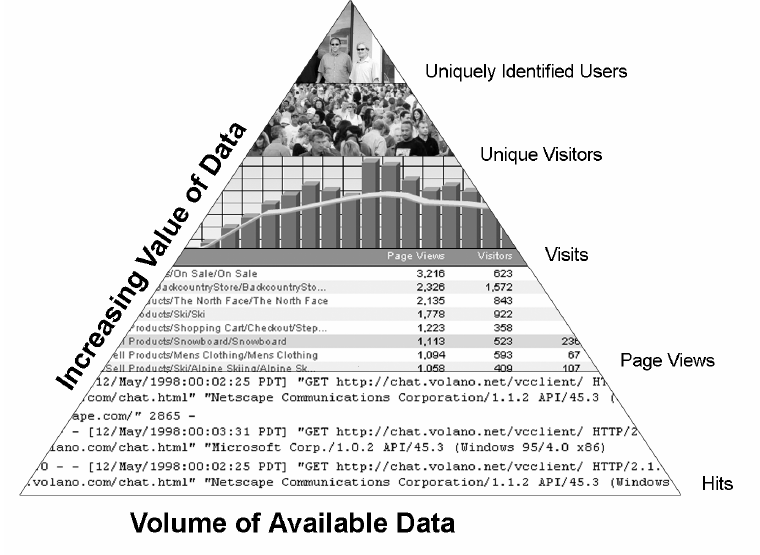 Uniquely Identified Users
Unique Visitors
Increasing Value of Data
Visits
Page Views Visitors
/On Sale/On Sale 3,216 623
BackcountryStore/BackcountrySto... 2,326 1,572
ucts/The North Face/The North Face 2,135 843
roducts/Ski/Ski 1,778 922
Products/Shopping Cart/Checkout/Step... 1,223 358
ll Products/Snowboard/Snowboard 1,113 523 236
ell Products/Mens Clothing/Mens Clothing 1,094 593 67
Sell Products/Ski/Alpine Skiing/Alpine Sk... 1,058 409 107
Page Views
[12/May/1998:00:02:25 PDT] "GET http://chat.volano.net/vcclient/ HT
.com/chat.html" "Netscape Communications Corporation/1.1.2 API/45.3 (
ape.com/" 2865 -
- - [12/May/1998:00:03:31 PDT] "GET http://chat.volano.net/vcclient/ HTTP/2
lano.com/chat.html" "Microsoft Corp./1.0.2 API/45.3 (Windows 95/4.0 x86)
0 - - [12/May/1998:00:02:25 PDT] "GET http://chat.volano.net/vcclient/ HTTP/2.1.
.volano.com/chat.html" "Netscape Communications Corporation/1.1.2 API/45.3 (Windows
Hits
Volume of Available Data